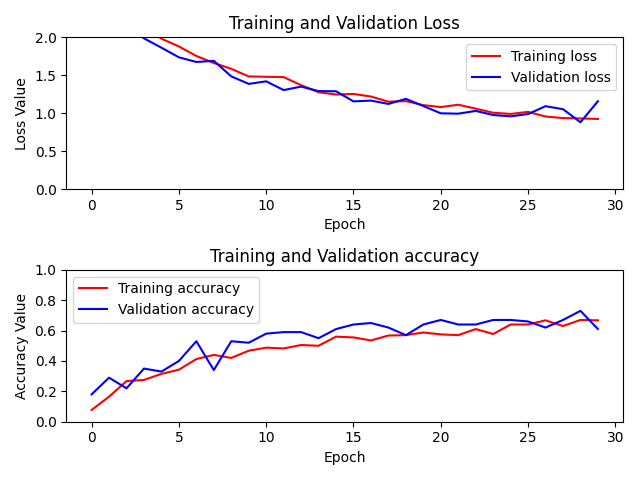 Training and Validation Loss
2.0
1.5
1.0
0.5
0.0
Loss Value
Training loss
Validation loss
0 5 10 15 20 25 30
Epoch
Training and Validation accuracy
1.0
0.8
0.6
0.4
0.2
0.0
Accuracy Value
Training accuracy
Validation accuracy
0 5 10 15 20 25 30
Epoch